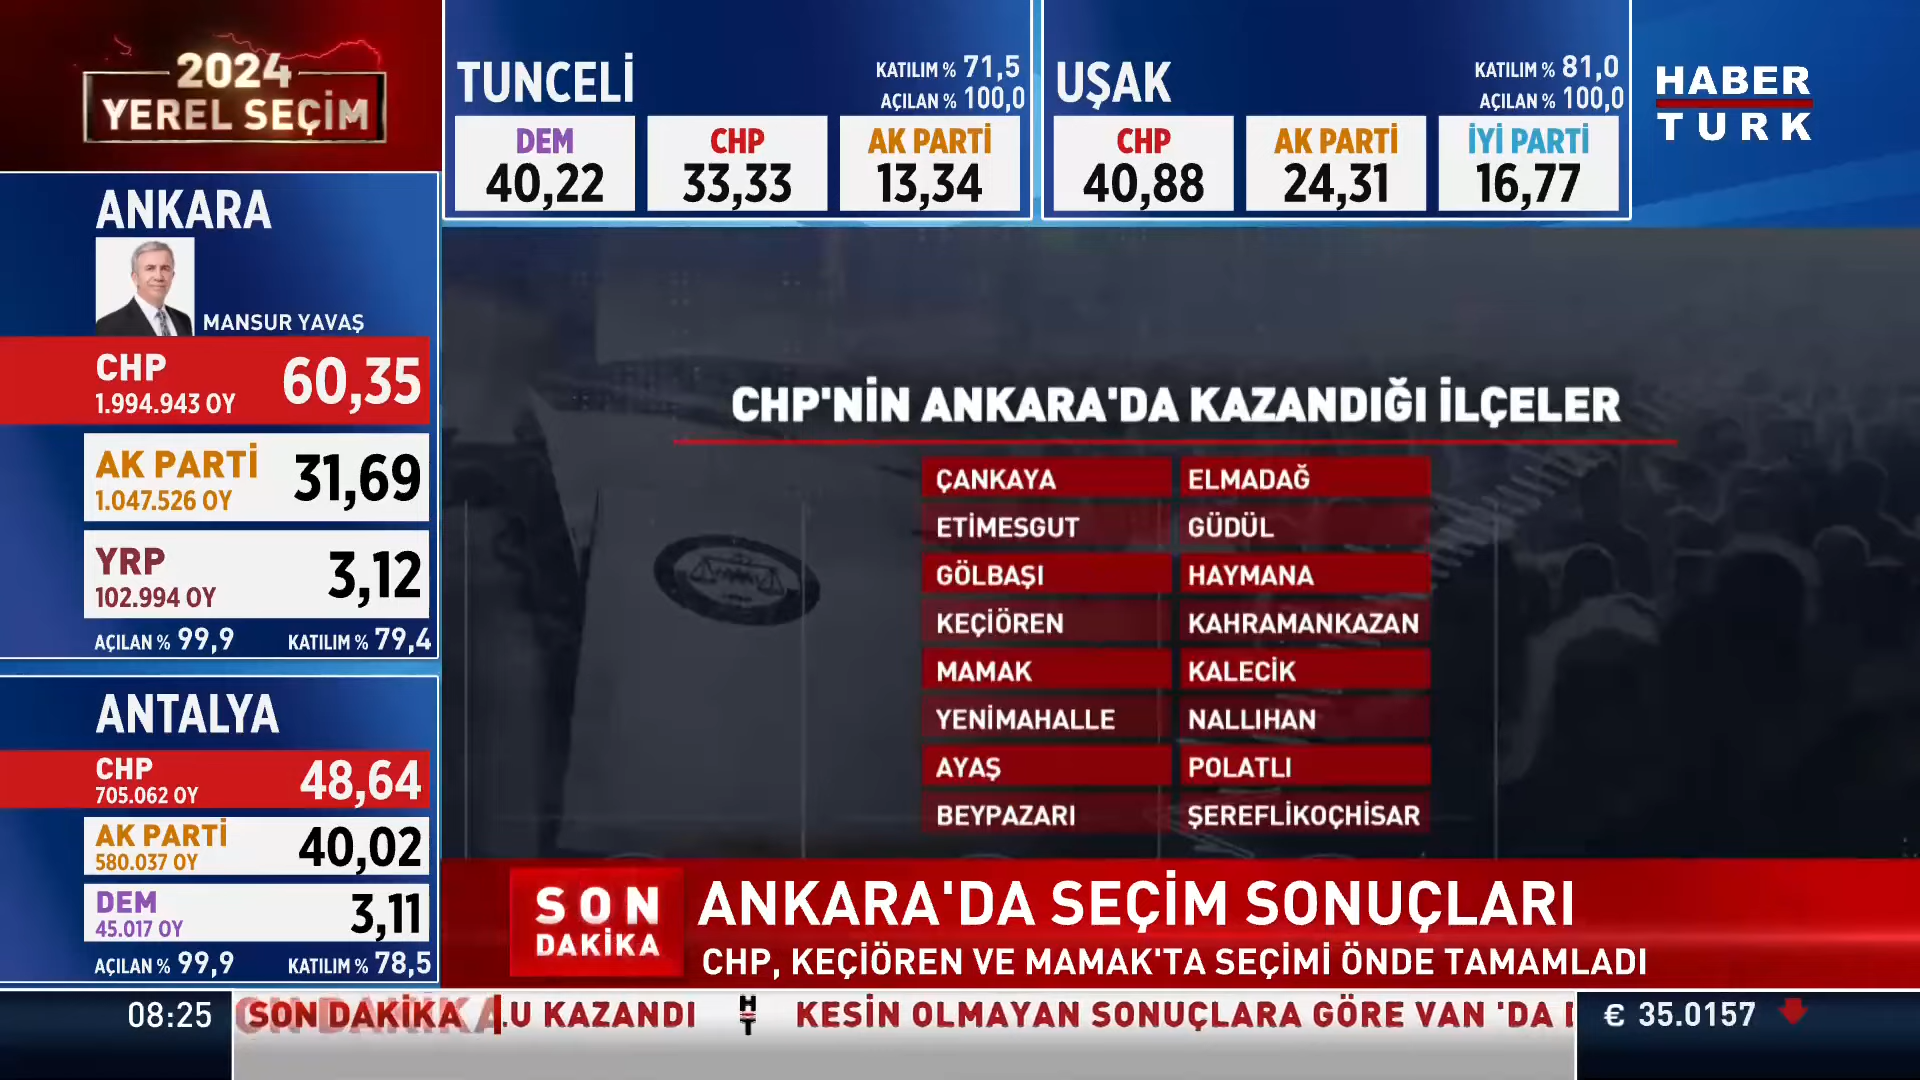 2024
YEREL SEÇİM
TUNCELİ
KATILIM % 71,5
AÇILAN % 100,0
DEM
40,22
CHP
33,33
AK PARTİ
13,34
UŞAK
KATILIM % 81,0
AÇILAN % 100,0
CHP
40,88
AK PARTİ
24,31
İYİ PARTİ
16,77
HABER
TURK
ANKARA
MANSUR YAVAŞ
CHP
1.994.943 OY
60,35
AK PARTİ
1.047.526 OY
31,69
YRP
102.994 OY
3,12
AÇILAN % 99,9
KATILIM % 79,4
ANTALYA
CHP
705.062 OY
48,64
AK PARTİ
580.037 OY
40,02
DEM
45.017 OY
3,11
AÇILAN % 99,9
KATILIM % 78,5
CHP'NİN ANKARA'DA KAZANDIĞI İLÇELER
ÇANKAYA
ELMADAĞ
ETİMESGUT
GÜDÜL
GÖLBAŞI
HAYMANA
KEÇİÖREN
KAHRAMANKAZAN
MAMAK
KALECİK
YENİMAHALLE
NALLIHAN
AYAŞ
POLATLI
BEYPAZARI
ŞEREFLİKOÇHİSAR
SON
DAKİKA
ANKARA'DA SEÇİM SONUÇLARI
CHP, KEÇİÖREN VE MAMAK'TA SEÇİMİ ÖNDE TAMAMLADI
08:25
SON DAKİKA
KAZANDI
HT
KESİN OLMAYAN SONUÇLARA GÖRE VAN 'DA
€ 35.0157